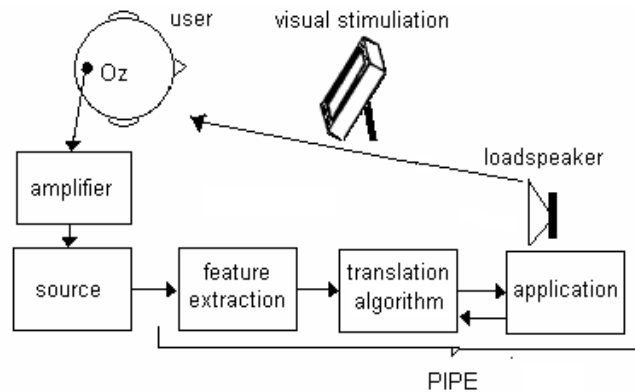 user
visual stimuliation
Oz
loadspeaker
amplifier
source
feature
extraction
translation
algorithm
application
PIPE